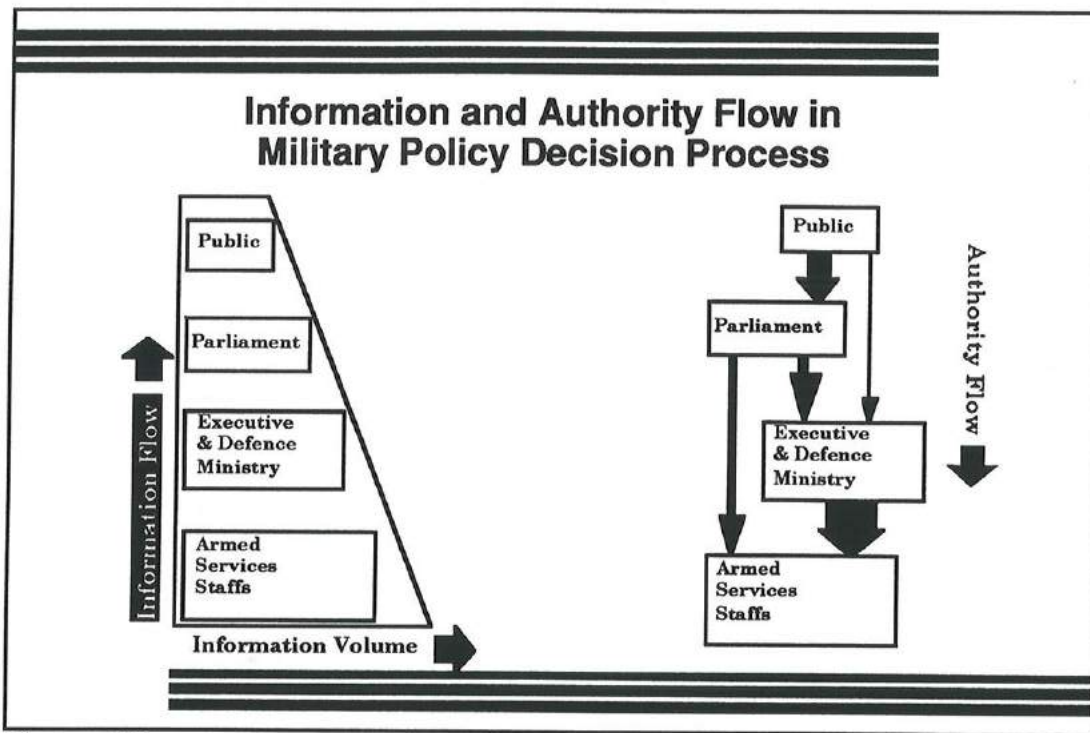 Information and Authority Flow in
Military Policy Decision Process
Public
Parliament
Executive
& Defence
Ministry
Armed
Services
Staffs
Information Flow
Information Volume
Public
Parliament
Executive
& Defence
Ministry
Armed
Services
Staffs
Authority Flow